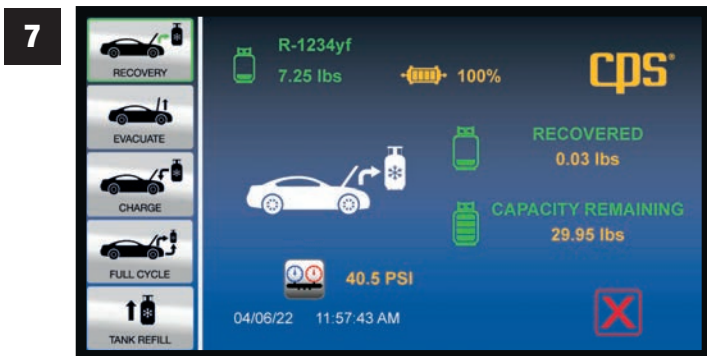 7
RECOVERY
EVACUATE
CHARGE
FULL CYCLE
TANK REFILL
R-1234yf
7.25 lbs
100%
cps®
RECOVERED
0.03 lbs
CAPACITY REMAINING
29.95 lbs
40.5 PSI
04/06/22 11:57:43 AM